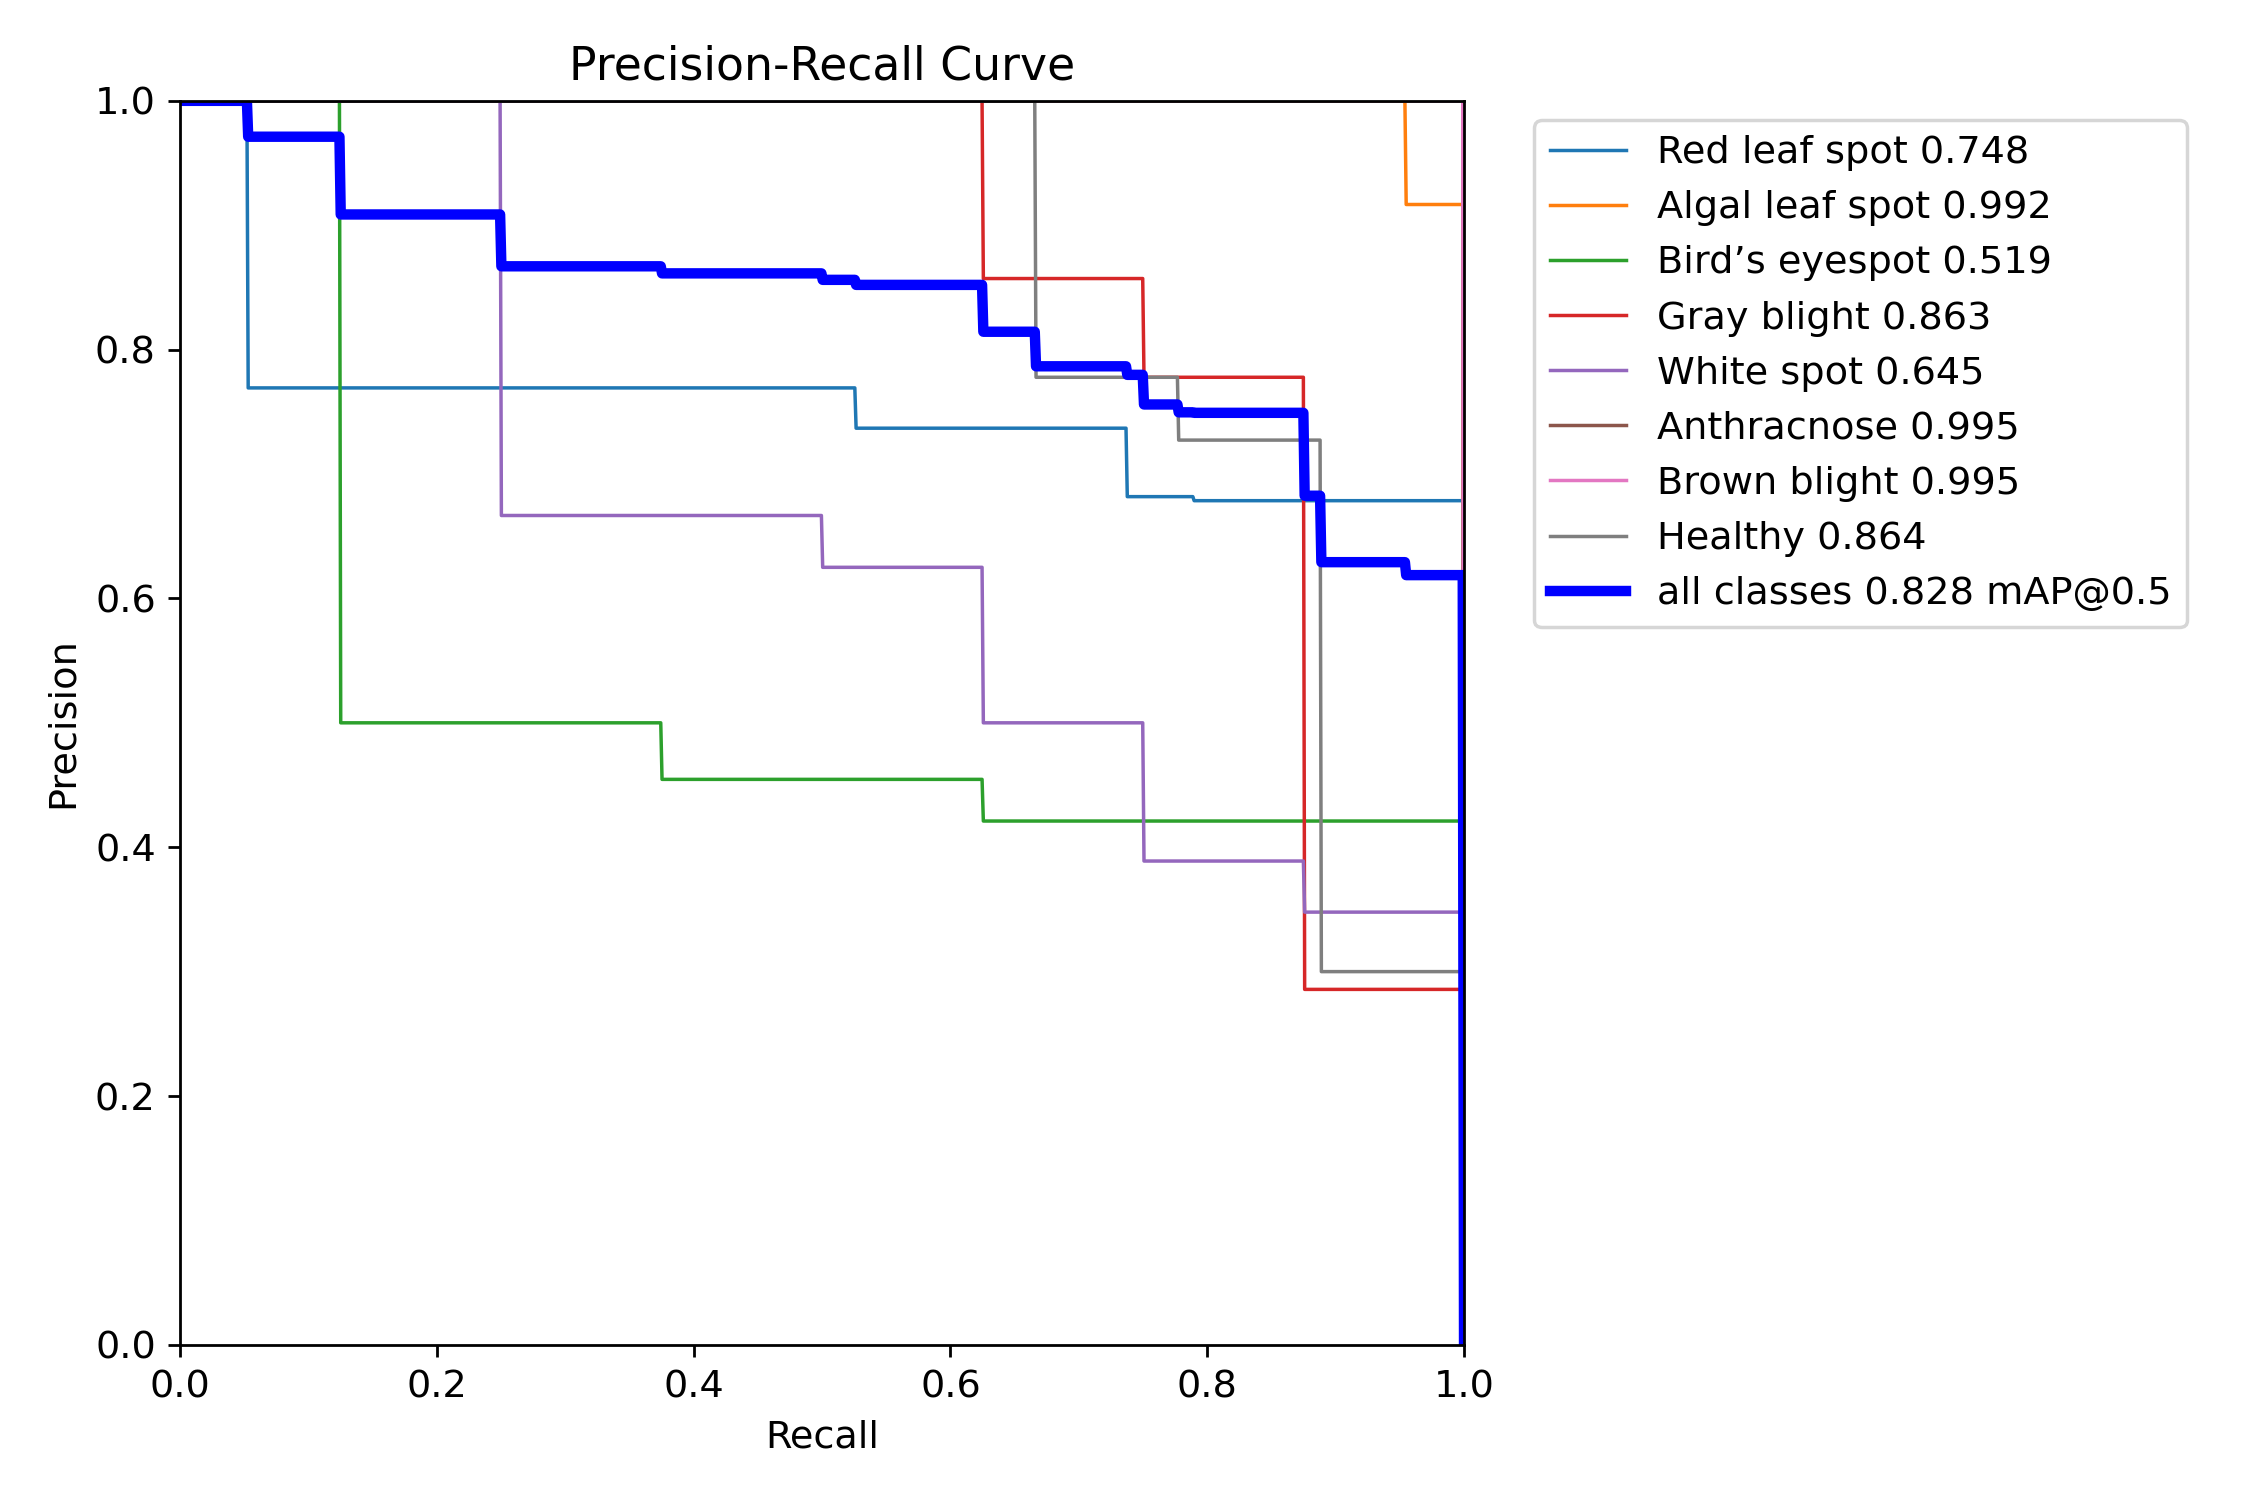 Precision-Recall Curve
1.0
0.8
0.6
0.4
0.2
0.0
Precision
0.0 0.2 0.4 0.6 0.8 1.0
Recall
Red leaf spot 0.748
Algal leaf spot 0.992
Bird’s eyespot 0.519
Gray blight 0.863
White spot 0.645
Anthracnose 0.995
Brown blight 0.995
Healthy 0.864
all classes 0.828 mAP@0.5